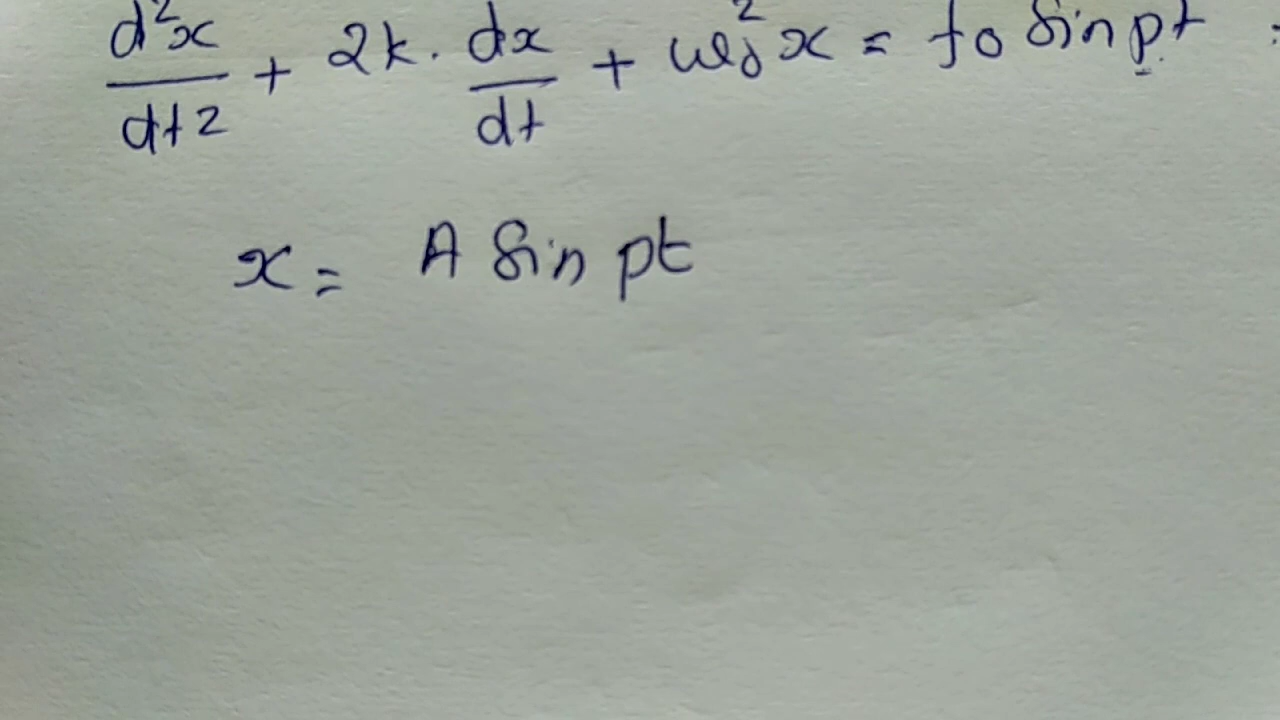 d²x/dt2 + 2k. dx/dt + ω₀²x = f0 Sin pt :
x = A Sin pt